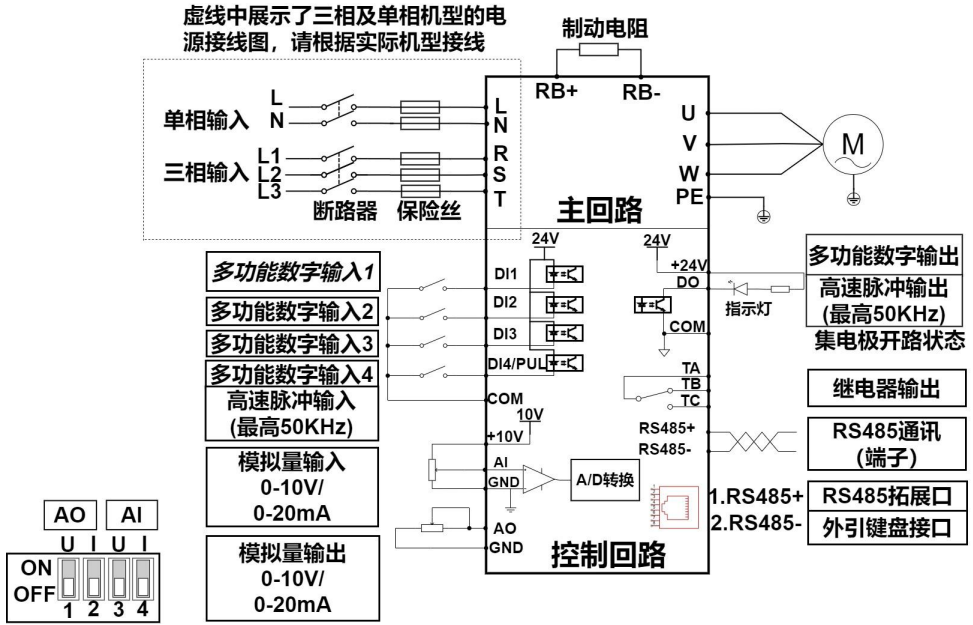 虚线中展示了三相及单相机型的电
源接线图，请根据实际机型接线
制动电阻
RB+ RB-
L
单相输入 N
L1
三相输入 L2
L3
断路器 保险丝
L
N
R
S
T
U
V
W
PE
M
主回路
24V 24V
多功能数字输入1
多功能数字输入2
多功能数字输入3
多功能数字输入4
高速脉冲输入
(最高50KHz)
模拟量输入
0-10V/
0-20mA
模拟量输出
0-10V/
0-20mA
DI1
DI2
DI3
DI4/PUL
COM
10V
+10V
AI
GND
A/D转换
AO
GND
控制回路
+24V
DO
指示灯
COM
TA
TB
TC
RS485+
RS485-
1.RS485+
2.RS485-
多功能数字输出
高速脉冲输出
(最高50KHz)
集电极开路状态
继电器输出
RS485通讯
(端子)
RS485拓展口
外引键盘接口
AO AI
U I U I
ON
OFF
1 2 3 4